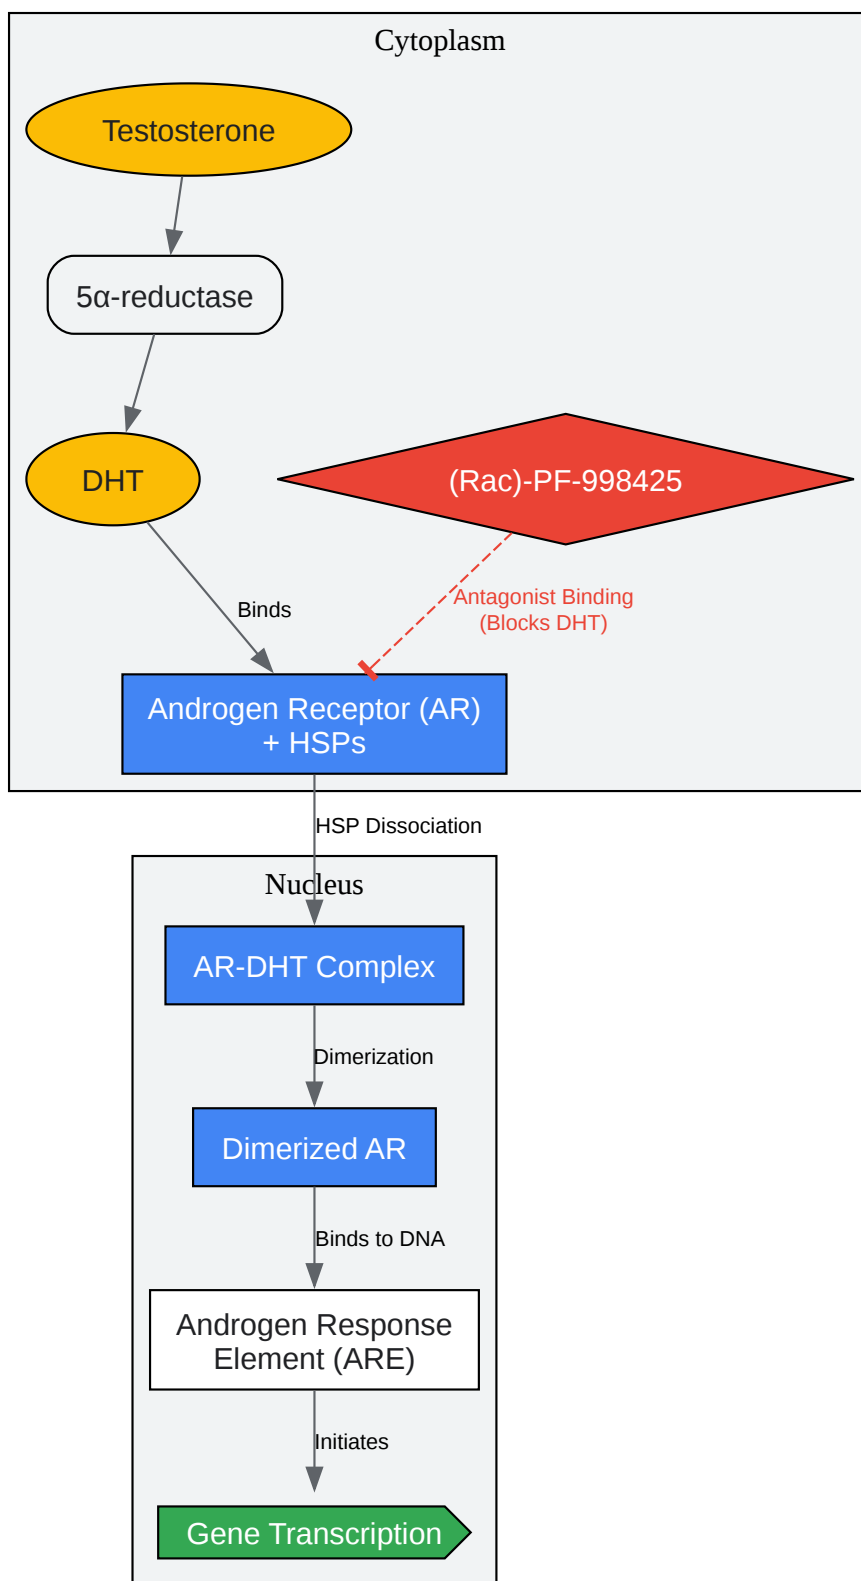 Cytoplasm
Testosterone
5α-reductase
DHT
(Rac)-PF-998425
Binds
Antagonist Binding
(Blocks DHT)
Androgen Receptor (AR)
+ HSPs
HSP Dissociation
Nucleus
AR-DHT Complex
Dimerization
Dimerized AR
Binds to DNA
Androgen Response
Element (ARE)
Initiates
Gene Transcription